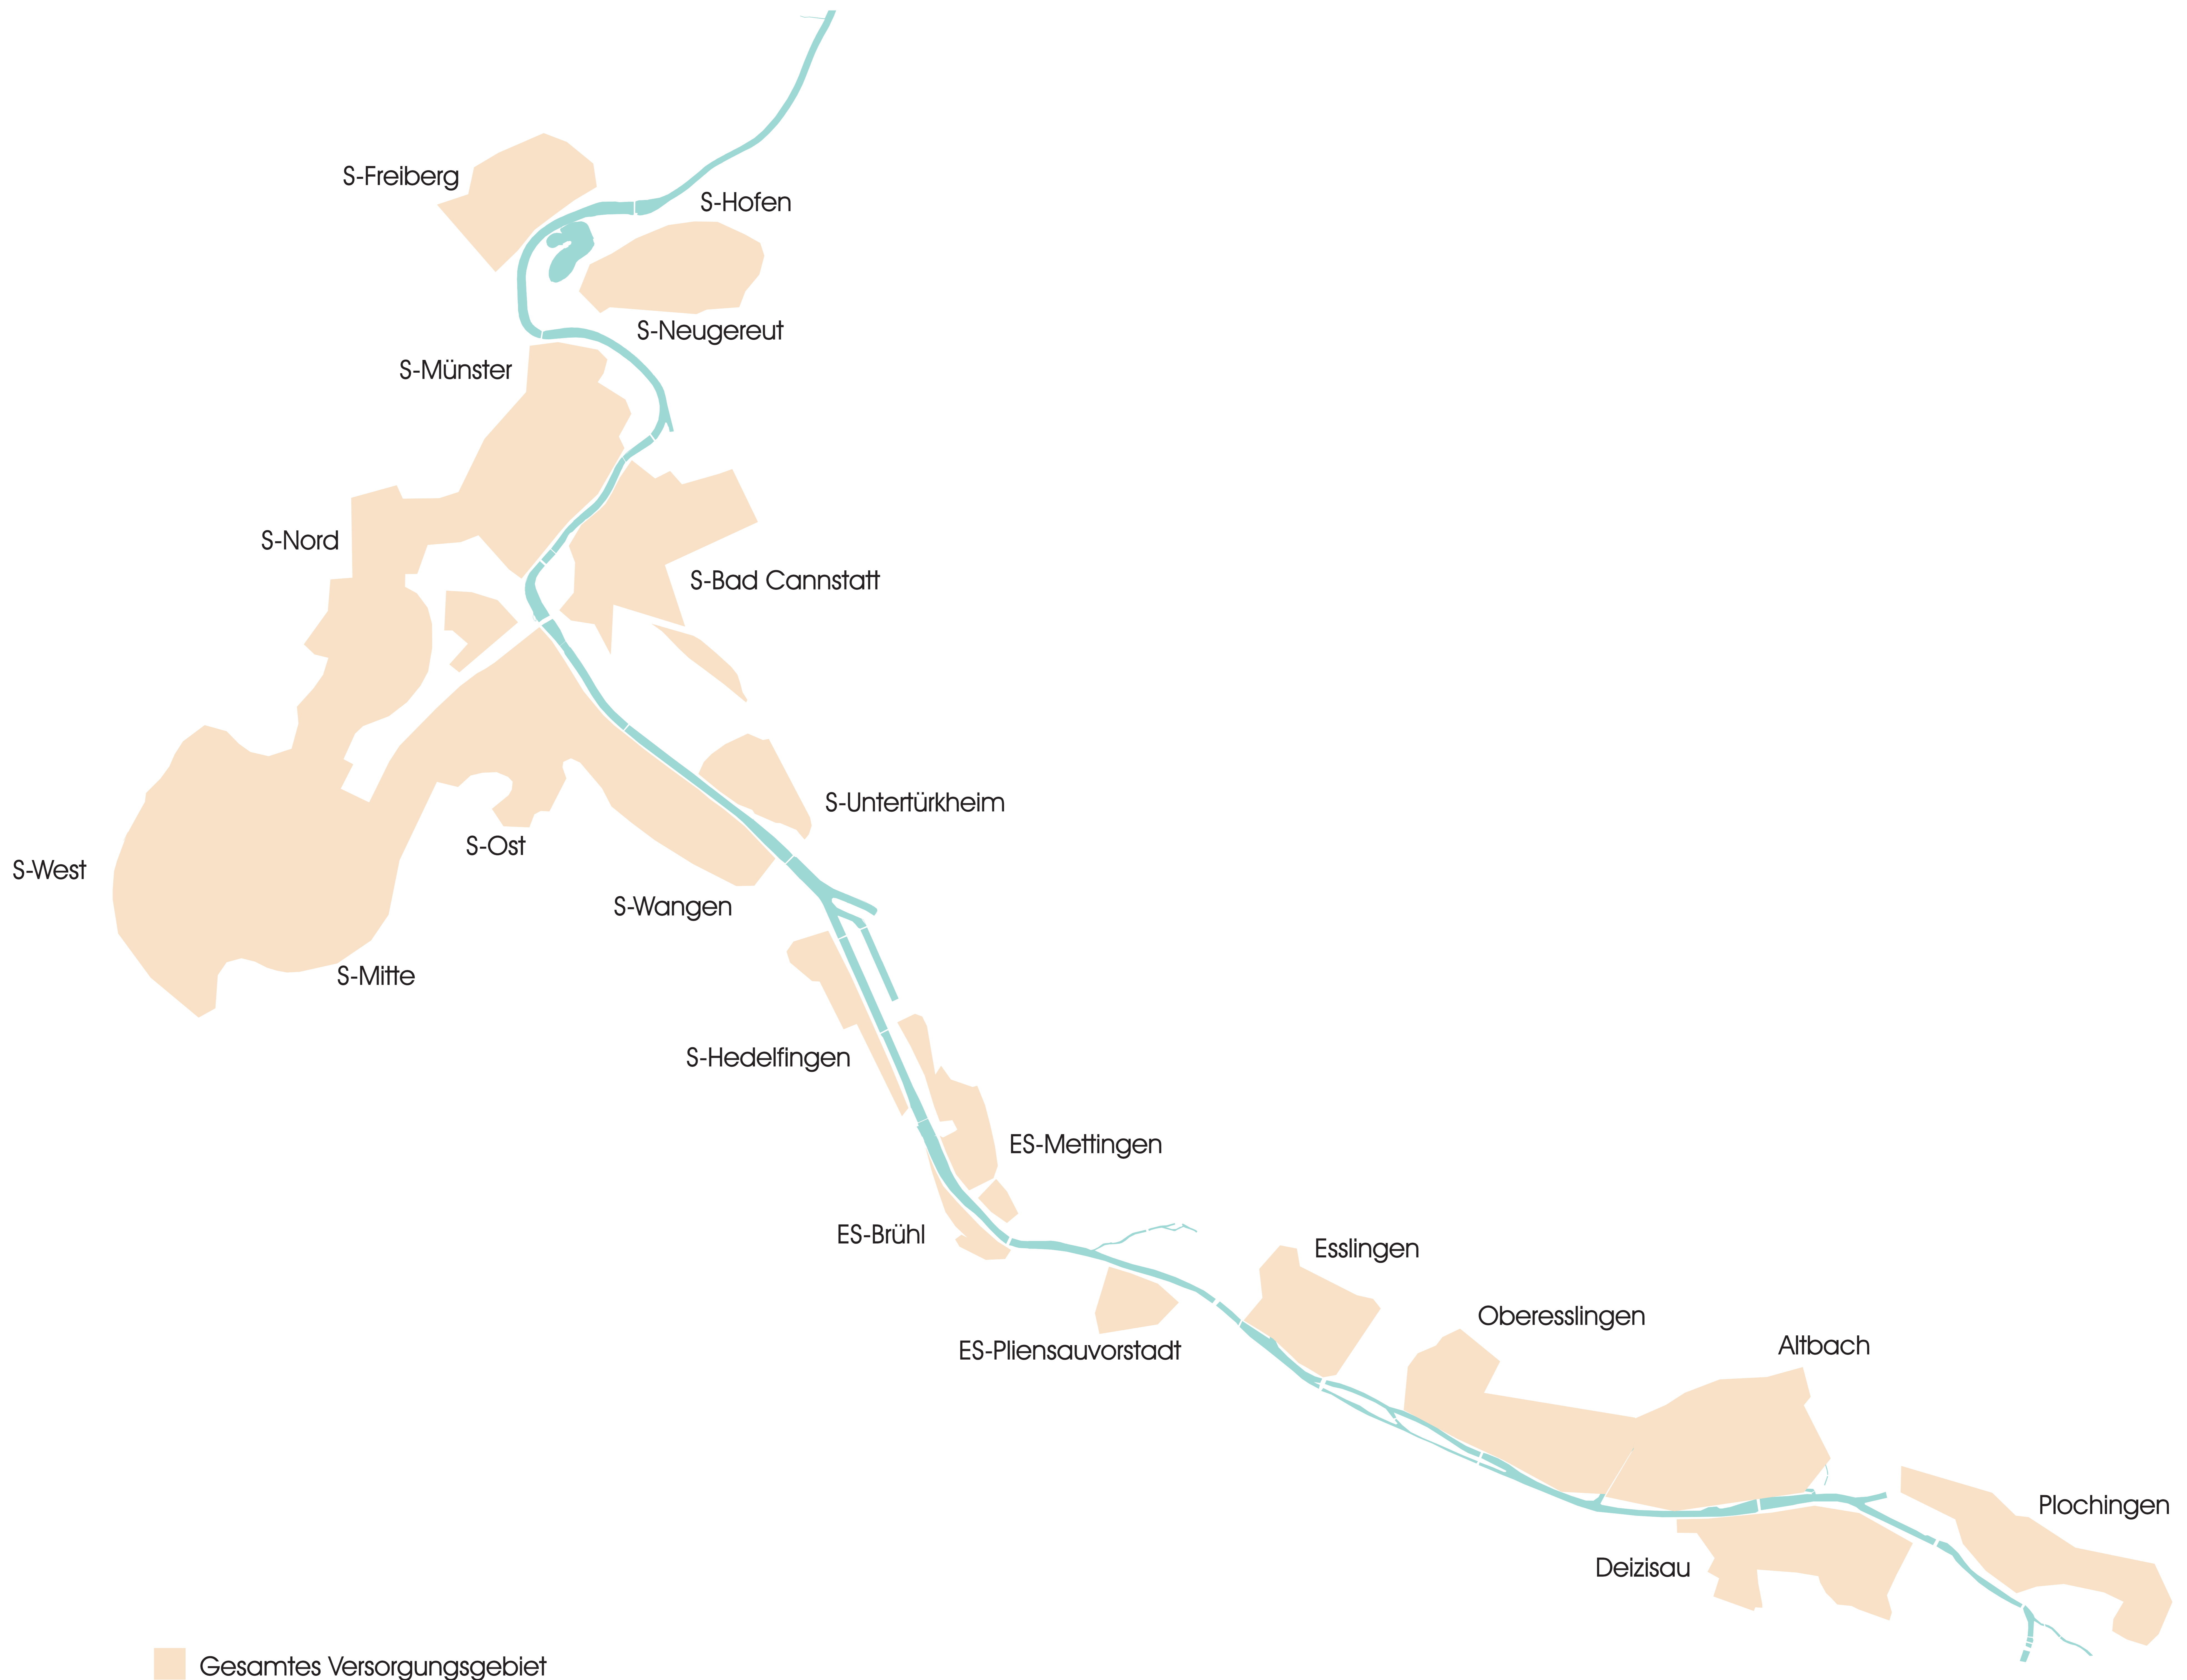 S-Freiberg
S-Hofen
S-Neugereut
S-Münster
S-Nord
S-Bad Cannstatt
S-Untertürkheim
S-Ost
S-West
S-Wangen
S-Mitte
S-Hedelfingen
ES-Mettingen
ES-Brühl
Esslingen
Oberesslingen
Altbach
ES-Pliensauvorstadt
Plochingen
Deizisau
Gesamtes Versorgungsgebiet